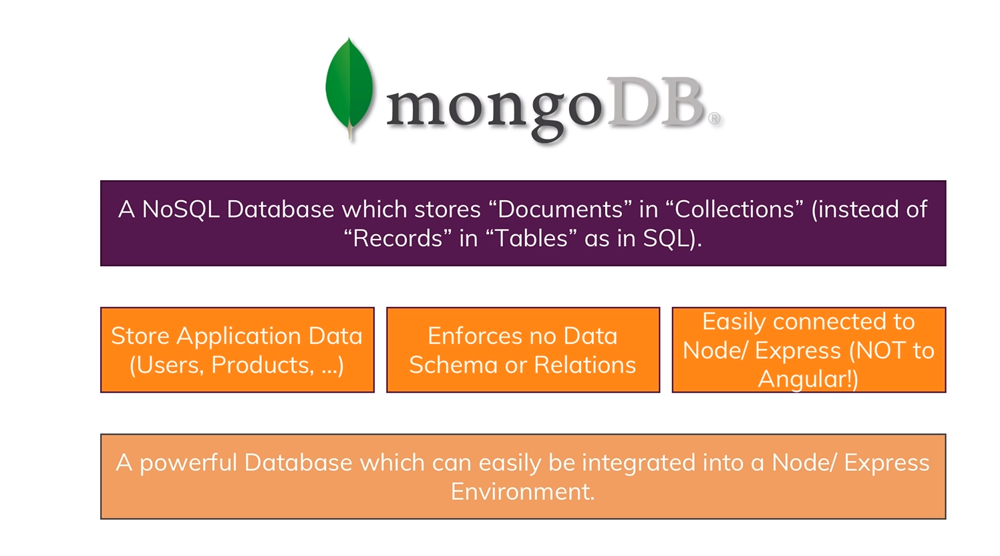 mongoDB®
A NoSQL Database which stores “Documents” in “Collections” (instead of
“Records” in “Tables” as in SQL).
Store Application Data
(Users, Products, ...)
Enforces no Data
Schema or Relations
Easily connected to
Node/ Express (NOT to
Angular!)
A powerful Database which can easily be integrated into a Node/ Express
Environment.